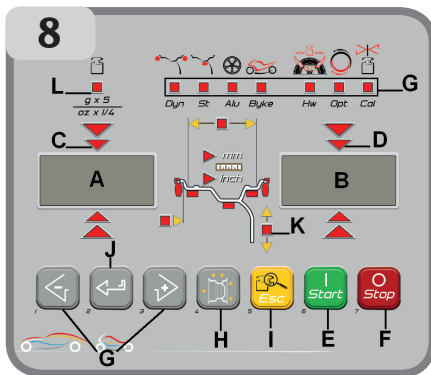 8
L
g x 5
oz x 1/4
Dyn St Alu Byke Hw Opt Cal
G
C
D
mm
inch
A
B
K
J
- + Esc Start Stop
1 2 3 4 5 6 7
G
H I E F